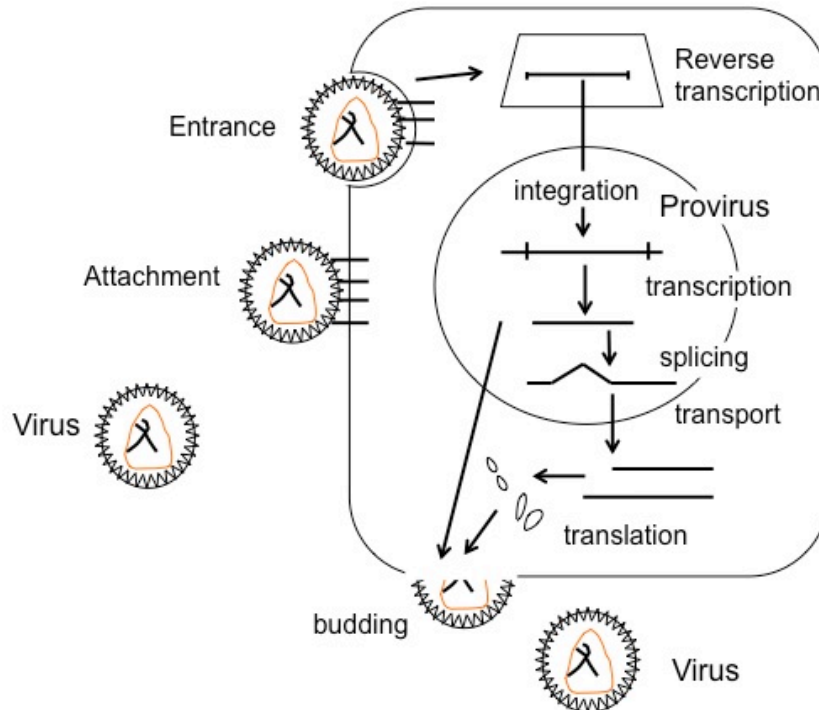 Reverse
transcription
Entrance
integration
Provirus
Attachment
transcription
splicing
transport
Virus
translation
budding
Virus